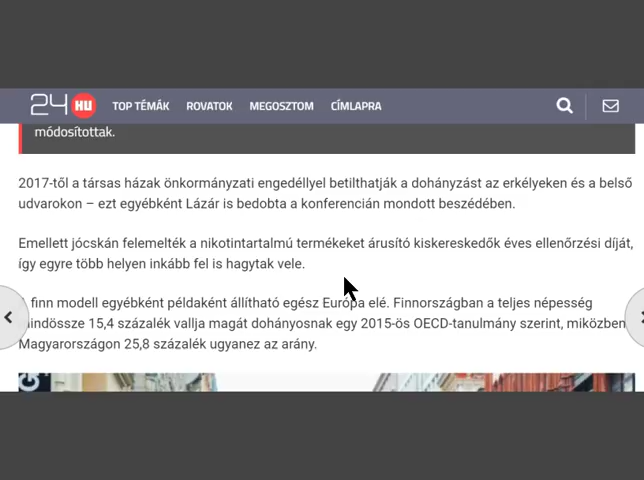 24 HU TOP TÉMÁK ROVATOK MEGOSZTOM CÍMLAPRA
módosítottak.
2017-től a társas házak önkormányzati engedéllyel betilthatják a dohányzást az erkélyeken és a belső
udvarokon – ezt egyébként Lázár is bedobta a konferencián mondott beszédében.
Emellett jócskán felemelték a nikotintartalmú termékeket árusító kiskereskedők éves ellenőrzési díját,
így egyre több helyen inkább fel is hagytak vele.
finn modell egyébként példaként állítható egész Európa elé. Finnországban a teljes népesség
mindössze 15,4 százalék vallja magát dohányosnak egy 2015-ös OECD-tanulmány szerint, miközben
Magyarországon 25,8 százalék ugyanez az arány.